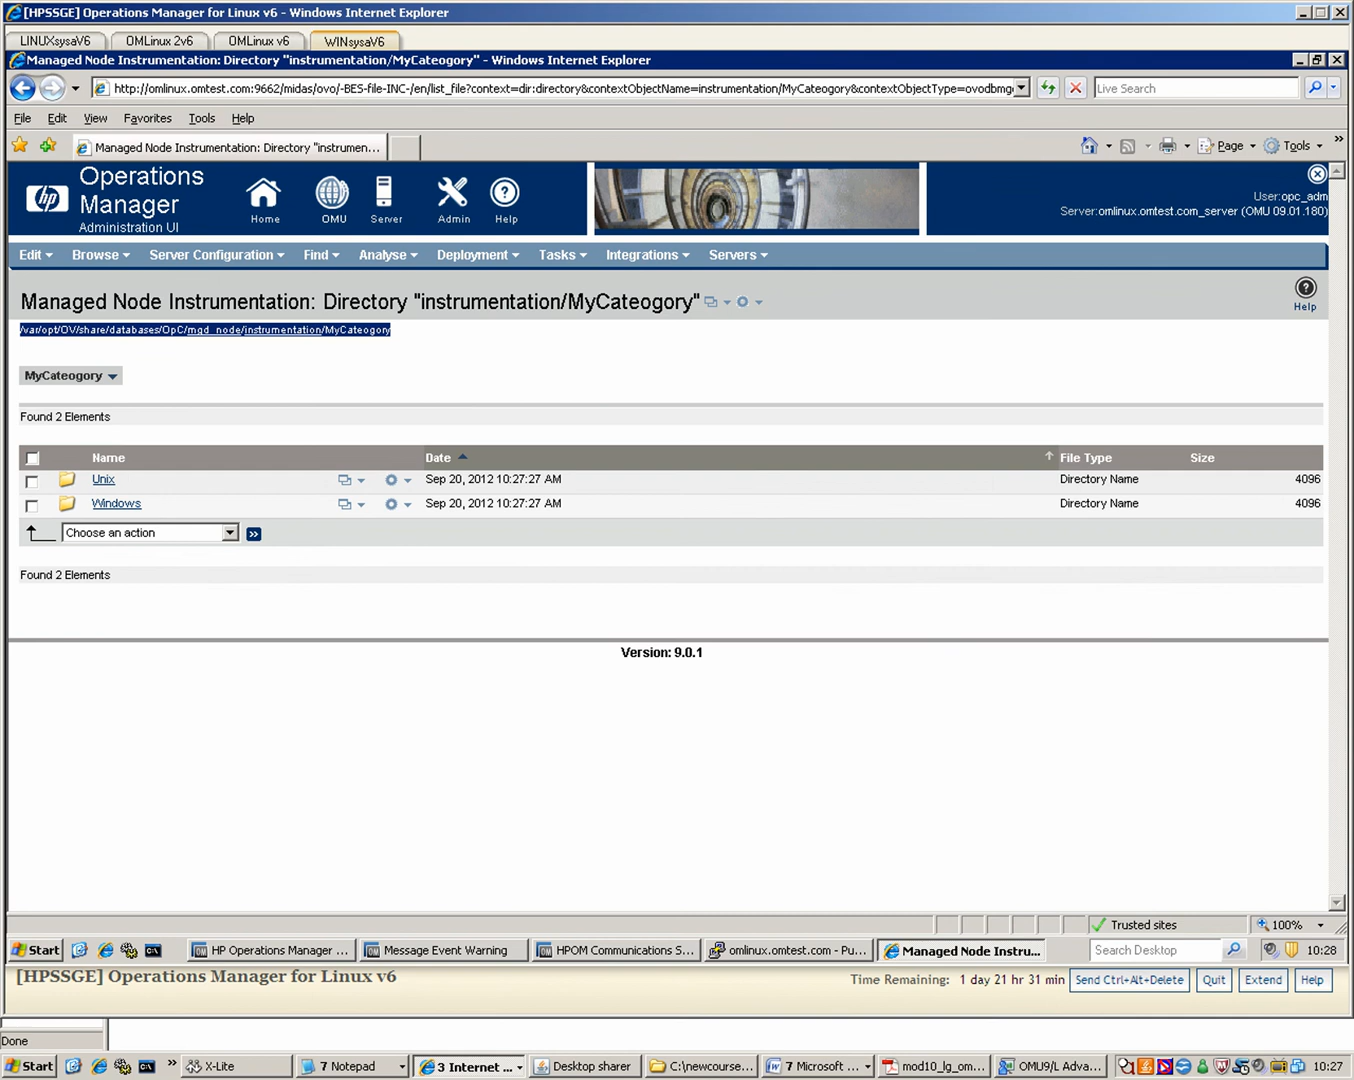 [HPSSGE] Operations Manager for Linux v6 - Windows Internet Explorer
LINUXsysaV6
OMLinux 2v6
OMLinux v6
WINsysaV6
Managed Node Instrumentation: Directory "instrumentation/MyCateogory" - Windows Internet Explorer
http://omlinux.omtest.com:9662/midas/ovo/-BES-file-INC-/en/list_file?context=dir:directory&contextObjectName=instrumentation/MyCateogory&contextObjectType=ovodbmg
Live Search
File Edit View Favorites Tools Help
Managed Node Instrumentation: Directory "instrumen...
Page Tools »
hp
Operations
Manager
Administration UI
Home OMU Server Admin Help
User:opc_adm
Server:omlinux.omtest.com_server (OMU 09.01.180)
Edit Browse Server Configuration Find Analyse Deployment Tasks Integrations Servers
Managed Node Instrumentation: Directory "instrumentation/MyCateogory"
Help
/var/opt/OV/share/databases/OpC/mgd_node/instrumentation/MyCateogory
MyCateogory
Found 2 Elements
Name Date File Type Size
Unix Sep 20, 2012 10:27:27 AM Directory Name 4096
Windows Sep 20, 2012 10:27:27 AM Directory Name 4096
Choose an action »
Found 2 Elements
Version: 9.0.1
Trusted sites 100%
Start
HP Operations Manager ...
Message Event Warning
HPOM Communications S...
omlinux.omtest.com - Pu...
Managed Node Instru...
Search Desktop
10:28
[HPSSGE] Operations Manager for Linux v6
Time Remaining: 1 day 21 hr 31 min
Send Ctrl+Alt+Delete
Quit
Extend
Help
Done
Start
»
X-Lite
7 Notepad
3 Internet ...
Desktop sharer
C:\newcourse...
7 Microsoft ...
mod10_lg_om...
OMU9/L Adva...
10:27